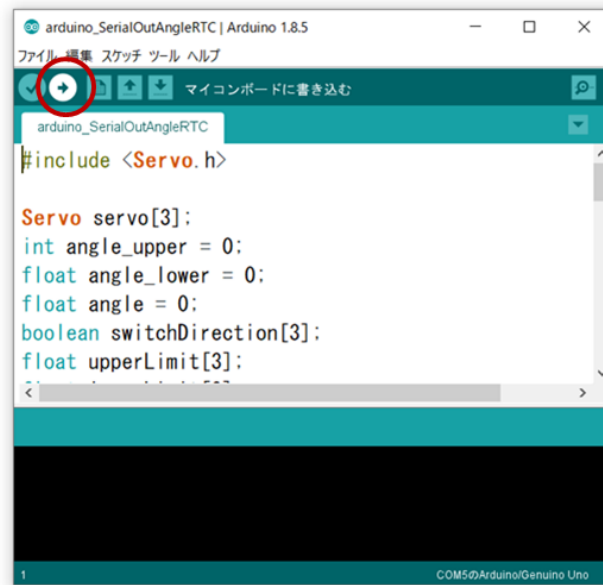 arduino_SerialOutAngleRTC | Arduino 1.8.5
ファイル 編集 スケッチ ツール ヘルプ
マイコンボードに書き込む
arduino_SerialOutAngleRTC
#include <Servo.h>
Servo servo[3];
int angle_upper = 0;
float angle_lower = 0;
float angle = 0;
boolean switchDirection[3];
float upperLimit[3];
1
COM5のArduino/Genuino Uno